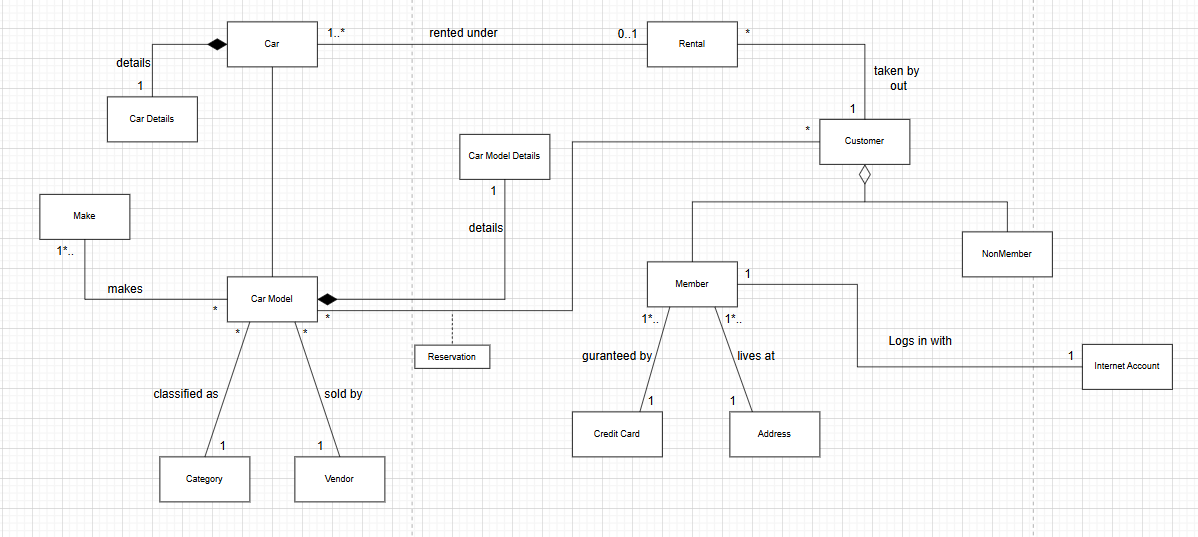 1..*
rented under
0..1
*
Car
Rental
details
taken by
out
1
1
Car Details
*
Customer
Car Model Details
1
Make
details
1*..
NonMember
makes
Member
1
Car Model
*
*
1*..
1*..
*
*
Logs in with
guranteed by
lives at
Reservation
1
Internet Account
classified as
sold by
1
1
Credit Card
Address
1
1
Category
Vendor